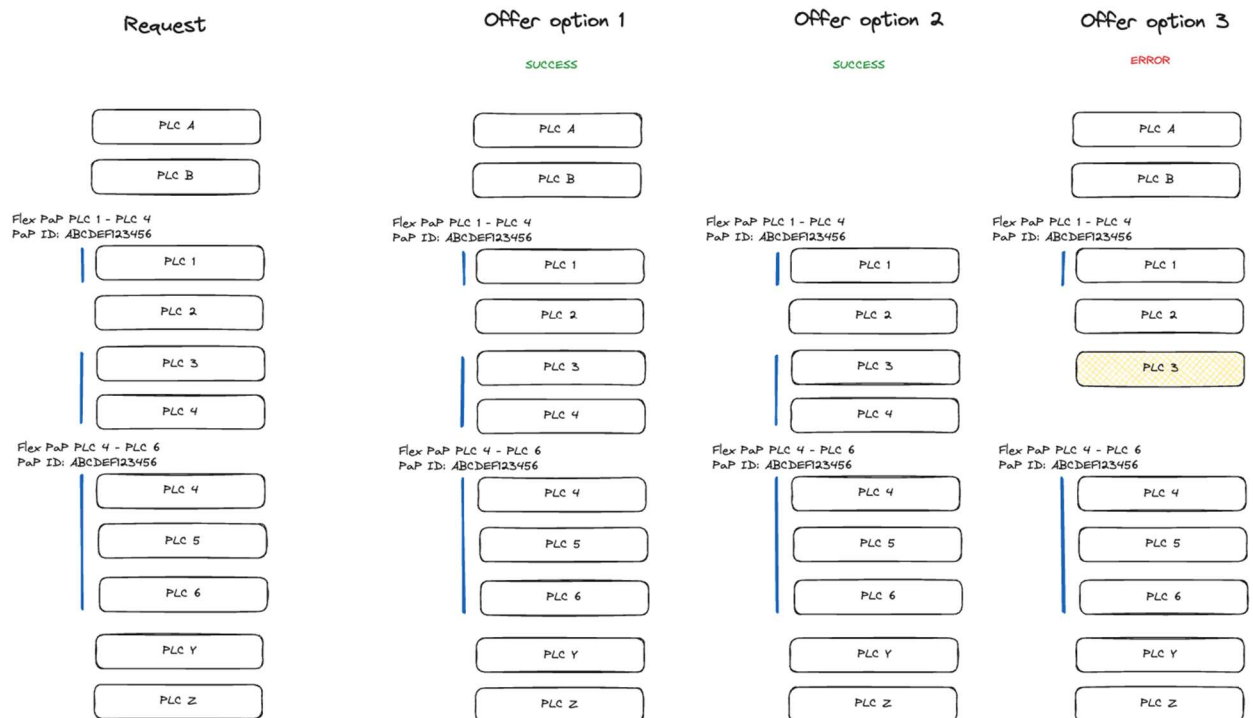 Request
PLC A
PLC B
Flex PaP PLC 1 - PLC 4
PaP ID: ABCDEF123456
PLC 1
PLC 2
PLC 3
PLC 4
Flex PaP PLC 4 - PLC 6
PaP ID: ABCDEF123456
PLC 4
PLC 5
PLC 6
PLC Y
PLC Z
Offer option 1
SUCCESS
PLC A
PLC B
Flex PaP PLC 1 - PLC 4
PaP ID: ABCDEF123456
PLC 1
PLC 2
PLC 3
PLC 4
Flex PaP PLC 4 - PLC 6
PaP ID: ABCDEF123456
PLC 4
PLC 5
PLC 6
PLC Y
PLC Z
Offer option 2
SUCCESS
Flex PaP PLC 1 - PLC 4
PaP ID: ABCDEF123456
PLC 1
PLC 2
PLC 3
PLC 4
Flex PaP PLC 4 - PLC 6
PaP ID: ABCDEF123456
PLC 4
PLC 5
PLC 6
PLC Y
PLC Z
Offer option 3
ERROR
PLC A
PLC B
Flex PaP PLC 1 - PLC 4
PaP ID: ABCDEF123456
PLC 1
PLC 2
PLC 3
Flex PaP PLC 4 - PLC 6
PaP ID: ABCDEF123456
PLC 4
PLC 5
PLC 6
PLC Y
PLC Z